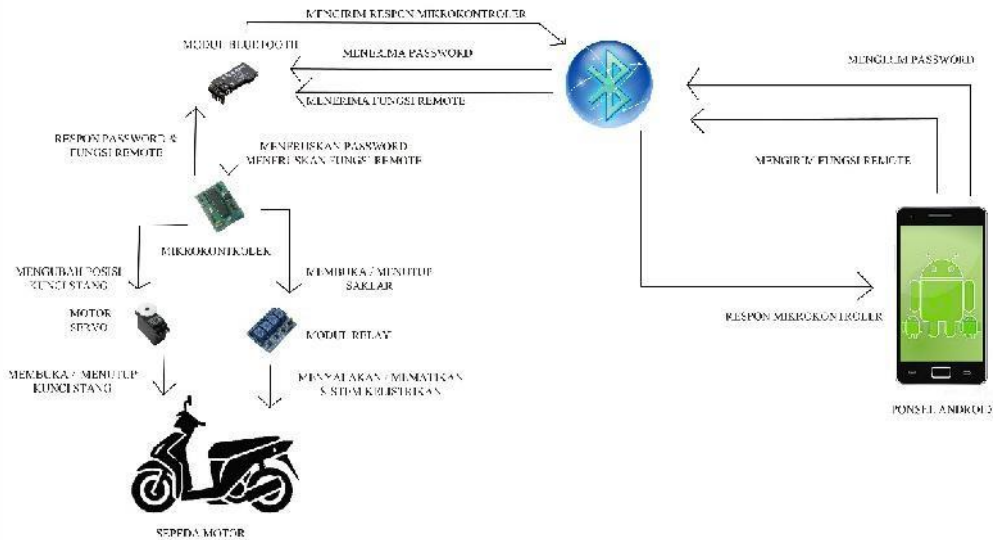 MENGIRIM RESPON MIKROKONTROLER
MODUL BLUETOOTH
MENERIMA PASSWORD
MENERIMA FUNGSI REMOTE
MENGIRIM PASSWORD
MENGIRIM FUNGSI REMOTE
RESPON PASSWORD &
FUNGSI REMOTE
MENERUSKAN PASSWORD
MENERUSKAN FUNGSI REMOTE
MIKROKONTROLER
MENGUBAH POSISI
KUNCI STANG
MEMBUKA / MENUTUP
SAKLAR
MOTOR
SERVO
MODUL RELAY
RESPON MIKROKONTROLER
MEMBUKA / MENUTUP
KUNCI STANG
MENYALAKAN / MEMATIKAN
SISTEM KELISTRIKAN
PONSEL ANDROID
SEPEDA MOTOR